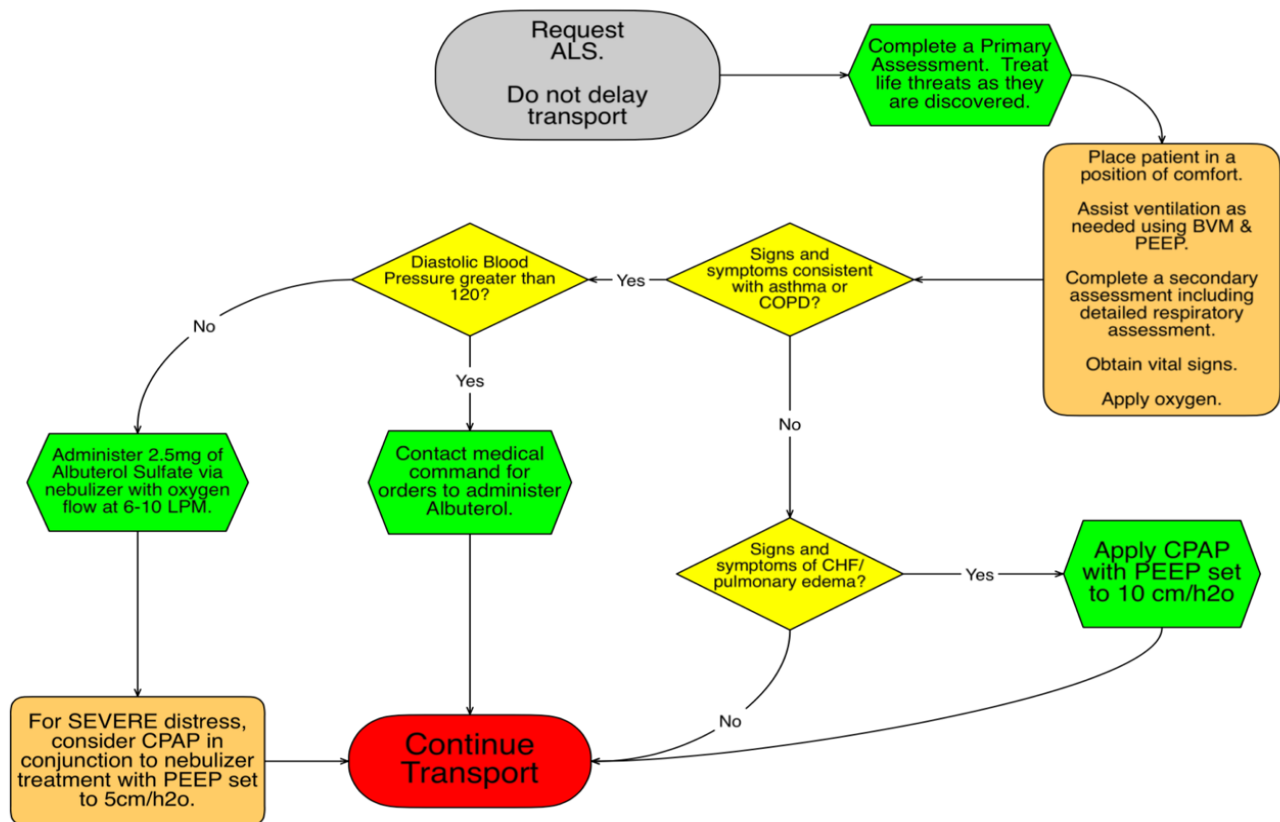 Request
ALS.
Do not delay
transport
Complete a Primary
Assessment.  Treat
life threats as they
are discovered.
Place patient in a
position of comfort.
Assist ventilation as
needed using BVM &
PEEP.
Complete a secondary
assessment including
detailed respiratory
assessment.
Obtain vital signs.
Apply oxygen.
Signs and
symptoms consistent
with asthma or
COPD?
Yes
Diastolic Blood
Pressure greater than
120?
No
Yes
No
Administer 2.5mg of
Albuterol Sulfate via
nebulizer with oxygen
flow at 6-10 LPM.
Contact medical
command for
orders to administer
Albuterol.
Signs and
symptoms of CHF/
pulmonary edema?
Yes
Apply CPAP
with PEEP set
to 10 cm/h2o
No
For SEVERE distress,
consider CPAP in
conjunction to nebulizer
treatment with PEEP set
to 5cm/h2o.
Continue
Transport